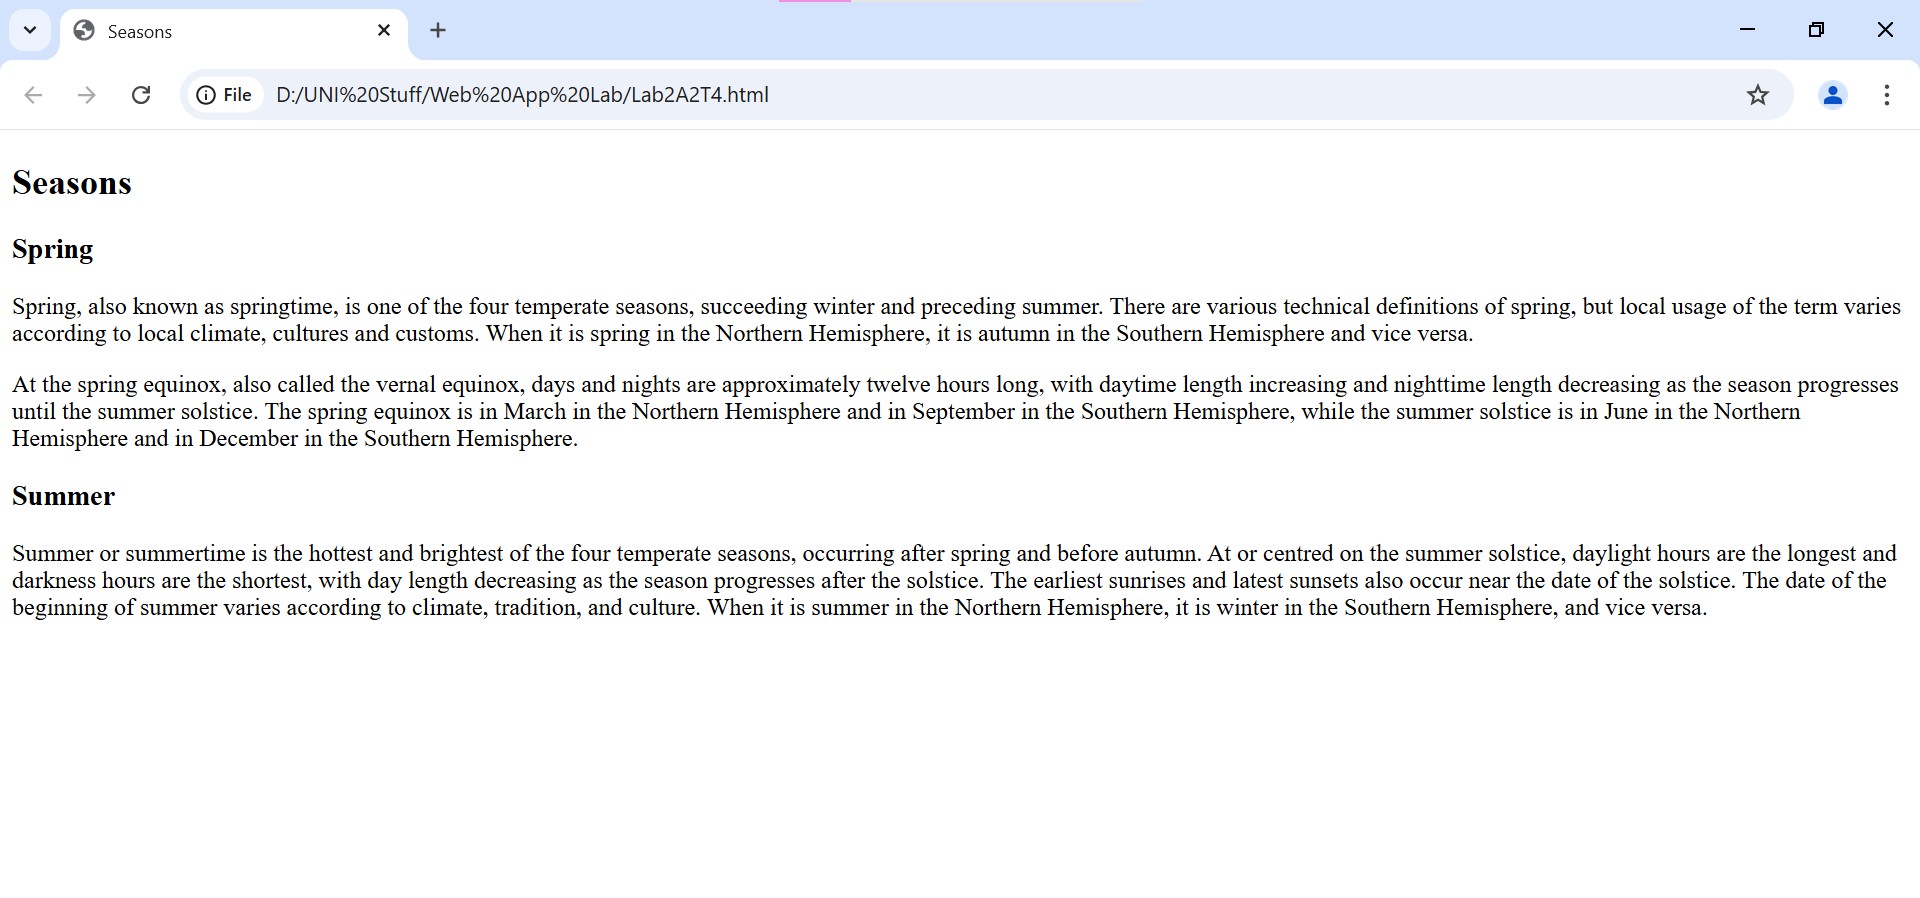 Seasons
File
D:/UNI%20Stuff/Web%20App%20Lab/Lab2A2T4.html
Seasons
Spring
Spring, also known as springtime, is one of the four temperate seasons, succeeding winter and preceding summer. There are various technical definitions of spring, but local usage of the term varies
according to local climate, cultures and customs. When it is spring in the Northern Hemisphere, it is autumn in the Southern Hemisphere and vice versa.
At the spring equinox, also called the vernal equinox, days and nights are approximately twelve hours long, with daytime length increasing and nighttime length decreasing as the season progresses
until the summer solstice. The spring equinox is in March in the Northern Hemisphere and in September in the Southern Hemisphere, while the summer solstice is in June in the Northern
Hemisphere and in December in the Southern Hemisphere.
Summer
Summer or summertime is the hottest and brightest of the four temperate seasons, occurring after spring and before autumn. At or centred on the summer solstice, daylight hours are the longest and
darkness hours are the shortest, with day length decreasing as the season progresses after the solstice. The earliest sunrises and latest sunsets also occur near the date of the solstice. The date of the
beginning of summer varies according to climate, tradition, and culture. When it is summer in the Northern Hemisphere, it is winter in the Southern Hemisphere, and vice versa.